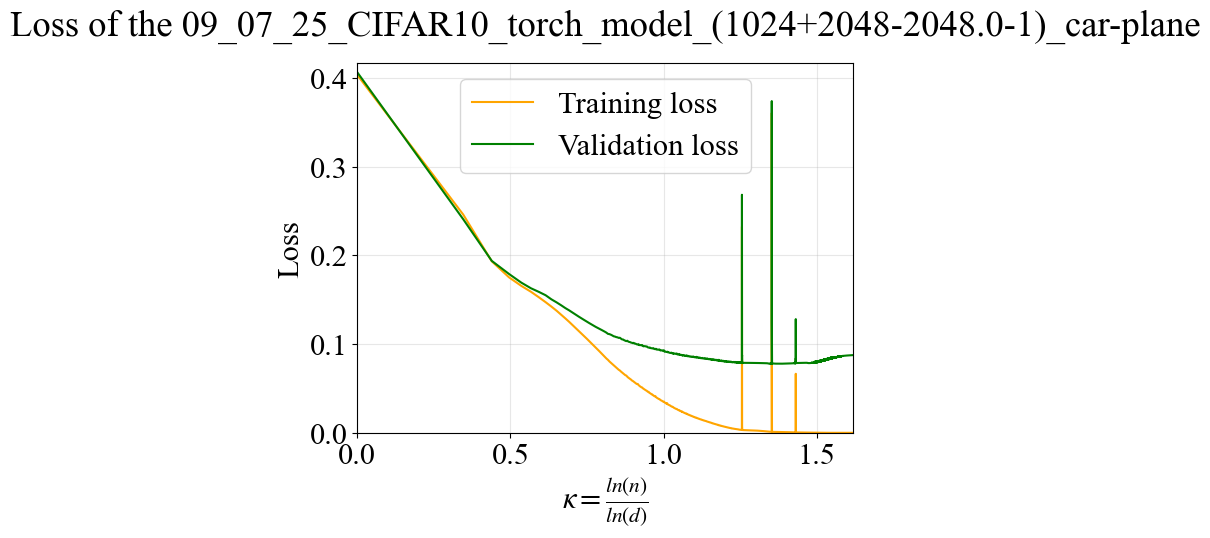 Loss of the 09_07_25_CIFAR10_torch_model_(1024+2048-2048.0-1)_car-plane
0.4
0.3
0.2
0.1
0.0
Loss
Training loss
Validation loss
0.0 0.5 1.0 1.5
κ = ln(n) / ln(d)